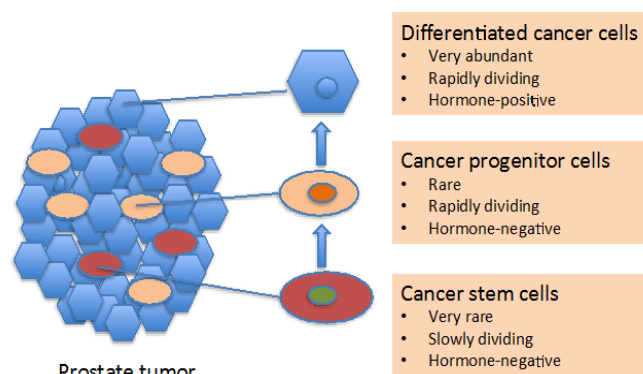 Differentiated cancer cells
• Very abundant
• Rapidly dividing
• Hormone-positive
Cancer progenitor cells
• Rare
• Rapidly dividing
• Hormone-negative
Cancer stem cells
• Very rare
• Slowly dividing
• Hormone-negative
Prostate tumor